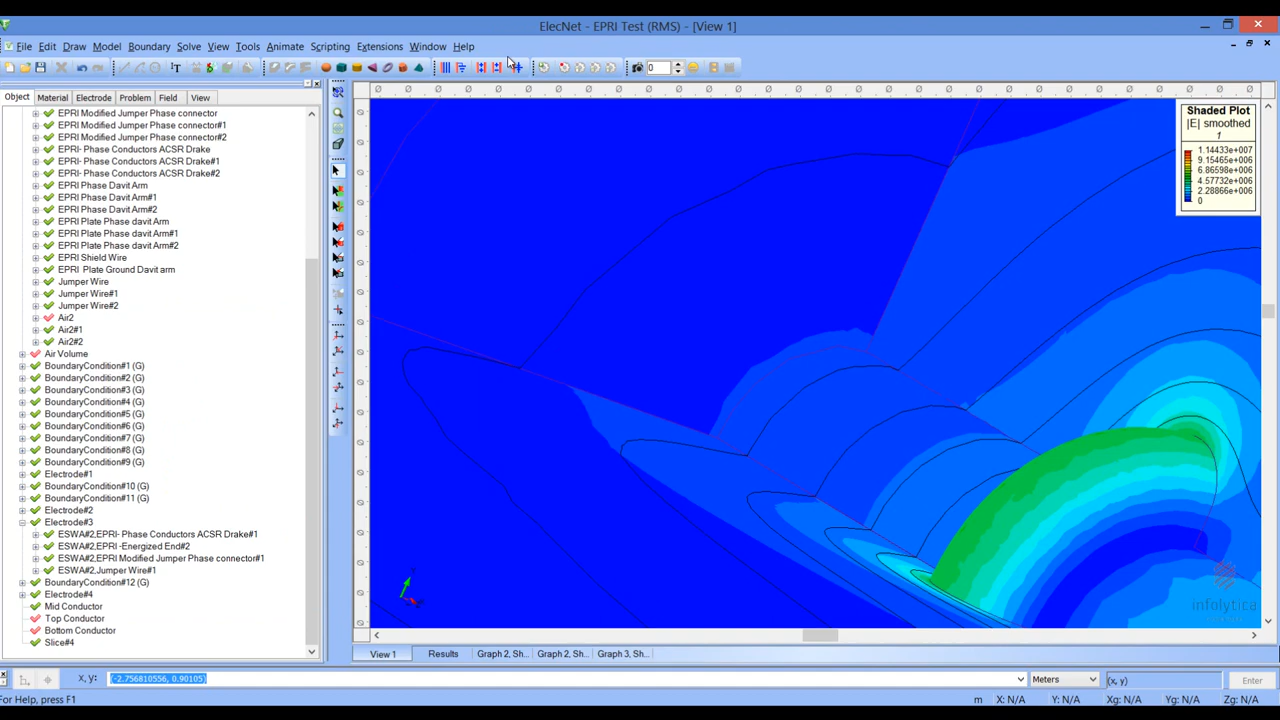 ElecNet - EPRI Test (RMS) - [View 1]
File Edit Draw Model Boundary Solve View Tools Animate Scripting Extensions Window Help
0
Object Material Electrode Problem Field View
EPRI Modified Jumper Phase connector
EPRI Modified Jumper Phase connector#1
EPRI Modified Jumper Phase connector#2
EPRI- Phase Conductors ACSR Drake
EPRI- Phase Conductors ACSR Drake#1
EPRI- Phase Conductors ACSR Drake#2
EPRI Phase Davit Arm
EPRI Phase Davit Arm#1
EPRI Phase Davit Arm#2
EPRI Plate Phase davit Arm
EPRI Plate Phase davit Arm#1
EPRI Plate Phase davit Arm#2
EPRI Shield Wire
EPRI Plate Ground Davit arm
Jumper Wire
Jumper Wire#1
Jumper Wire#2
Air2
Air2#1
Air2#2
Air Volume
BoundaryCondition#1 (G)
BoundaryCondition#2 (G)
BoundaryCondition#3 (G)
BoundaryCondition#4 (G)
BoundaryCondition#5 (G)
BoundaryCondition#6 (G)
BoundaryCondition#7 (G)
BoundaryCondition#8 (G)
BoundaryCondition#9 (G)
Electrode#1
BoundaryCondition#10 (G)
BoundaryCondition#11 (G)
Electrode#2
Electrode#3
ESWA#2,EPRI- Phase Conductors ACSR Drake#1
ESWA#2,EPRI -Energized End#2
ESWA#2,EPRI Modified Jumper Phase connector#1
ESWA#2,Jumper Wire#1
BoundaryCondition#12 (G)
Electrode#4
Mid Conductor
Top Conductor
Bottom Conductor
Slice#4
Shaded Plot
|E| smoothed
1
1.14433e+007
9.15465e+006
6.86598e+006
4.57732e+006
2.28866e+006
0
infolytica
View 1 Results Graph 2, Sh... Graph 2, Sh... Graph 3, Sh...
x, y: (-2.756810556, 0.90105) Meters (x, y) Enter
For Help, press F1 m X: N/A Y: N/A Xg: N/A Yg: N/A Zg: N/A